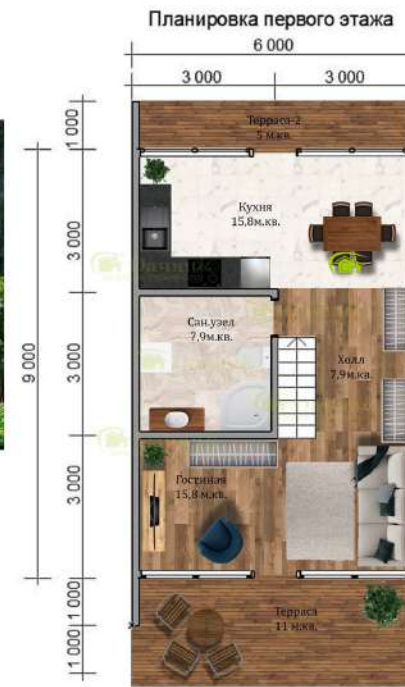 Планировка первого этажа
6 000
3 000
3 000
1 000
Терраса-2
5 м.кв.
Кухня
15,8м.кв.
3 000
9 000
Сан.узел
7,9м.кв.
3 000
Холл
7,9м.кв.
3 000
Гостиная
15,8 м.кв.
1 000
Терраса
11 м.кв.
1 000